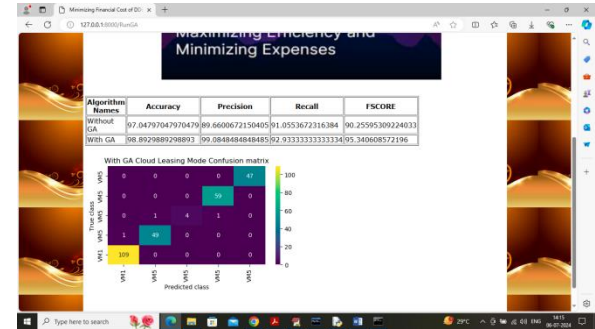 Minimizing Financial Cost of DD
127.0.0.1:8000/RunGA
Maximizing Efficiency and
Minimizing Expenses
Algorithm Names Accuracy Precision Recall FSCORE
Without GA 97.04797047970479 89.6600672150405 91.0553672316384 90.25595309224033
With GA 98.8929889298893 99.0848484848485 92.9333333333334 95.340608572196
With GA Cloud Leasing Mode Confusion matrix
VM5 0 0 0 0 47
VM5 0 0 0 59 0
VM5 0 1 4 1 0
VM5 1 49 0 0 0
VM1 109 0 0 0 0
True class
VM1 VM5 VM5 VM5 VM5
Predicted class
100
80
60
40
20
0
Type here to search
29°C
ENG
14:15
06-07-2024